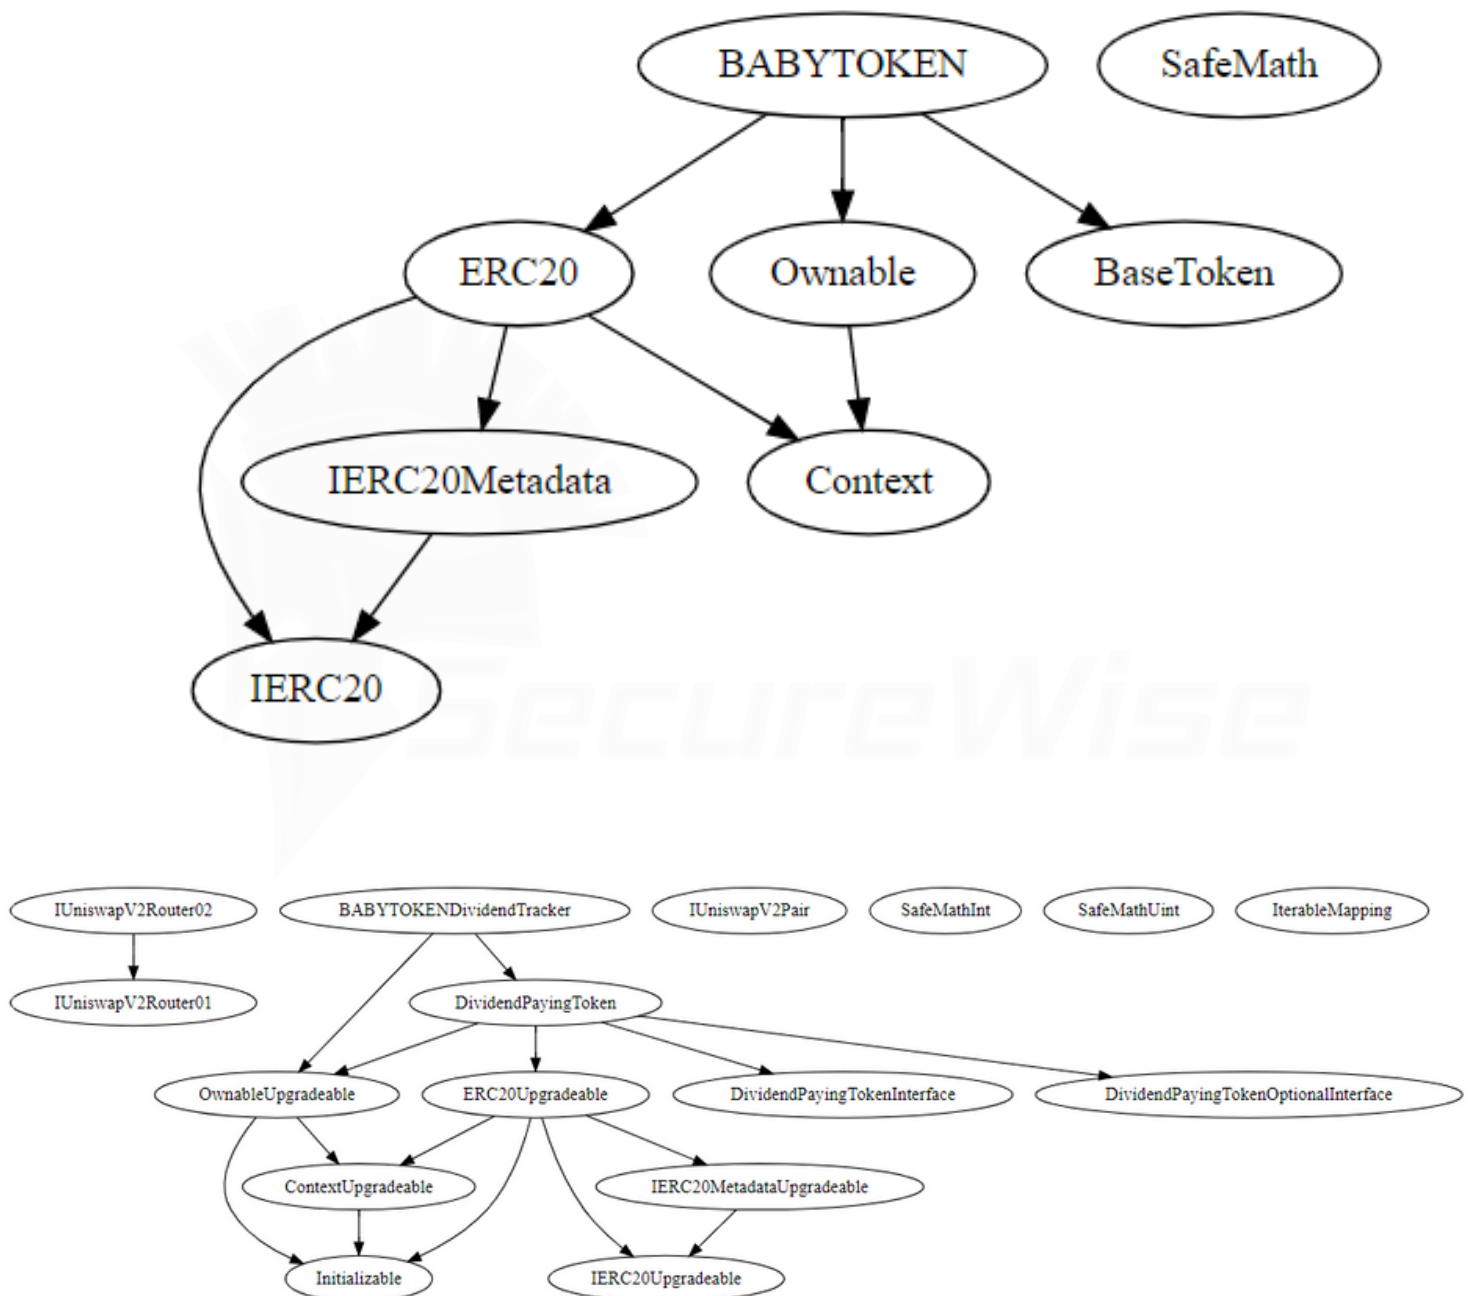 BABYTOKEN SafeMath
ERC20 Ownable BaseToken
IERC20Metadata Context
IERC20
SecureWise
IUniswapV2Router02 BABYTOKENDividendTracker IUniswapV2Pair SafeMathInt SafeMathUint IterableMapping
IUniswapV2Router01 DividendPayingToken
OwnableUpgradeable ERC20Upgradeable DividendPayingTokenInterface DividendPayingTokenOptionalInterface
ContextUpgradeable IERC20MetadataUpgradeable
Initializable IERC20Upgradeable